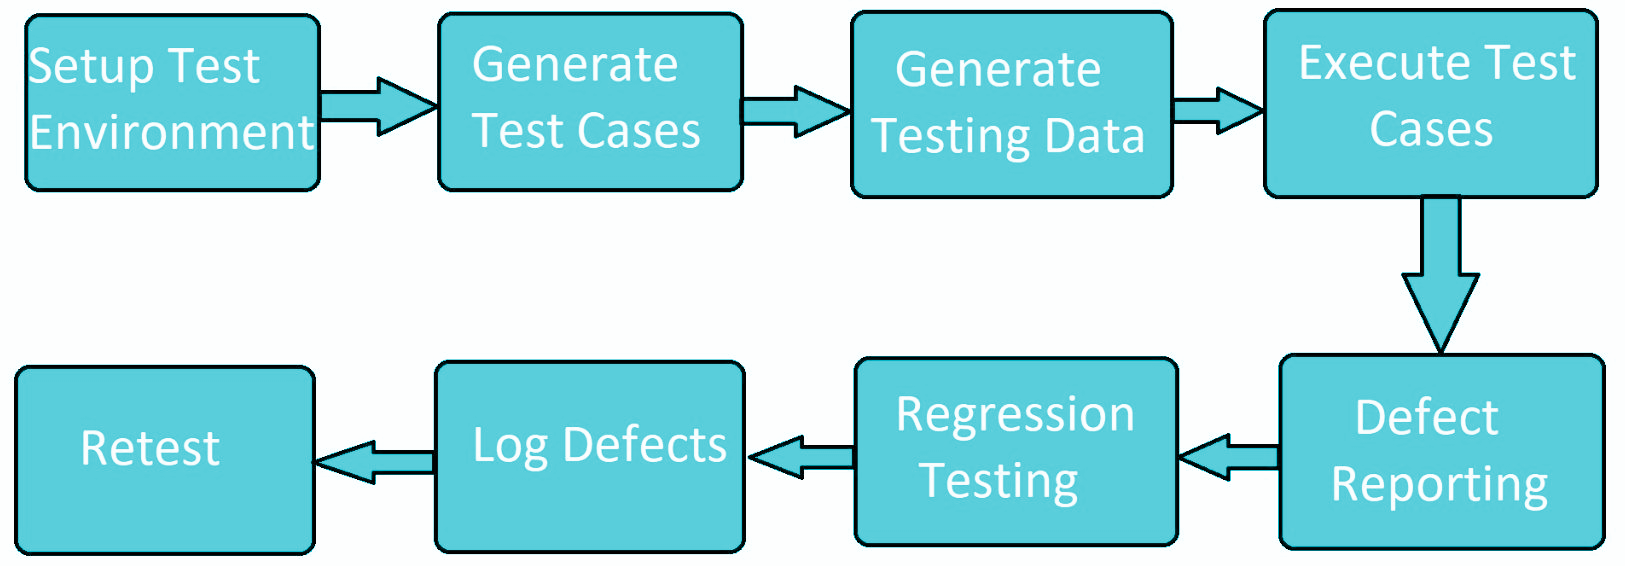 Setup Test
Environment
Generate
Test Cases
Generate
Testing Data
Execute Test
Cases
Defect
Reporting
Regression
Testing
Log Defects
Retest